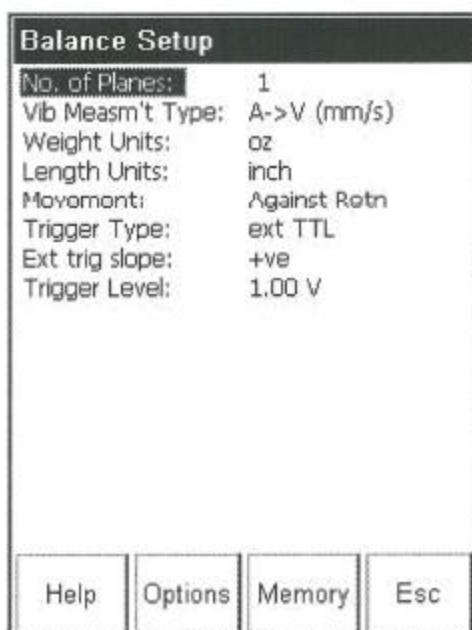 Balance Setup
No. of Planes: 1
Vib Measm't Type: A->V (mm/s)
Weight Units: oz
Length Units: inch
Movomont: Against Rotn
Trigger Type: ext TTL
Ext trig slope: +ve
Trigger Level: 1.00 V
Help Options Memory Esc